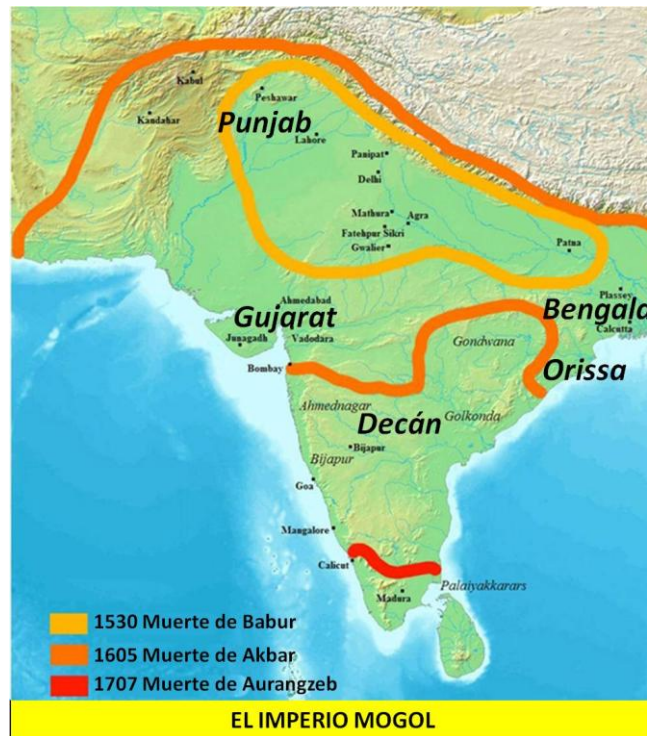 Kabul
Peshawar
Kandahar
Punjab
Lahore
Panipat
Delhi
Mathura
Agra
Fatehpur Sikri
Gwalier
Patna
Plassey
Ahmedabad
Gujarat
Bengala
Calcutta
Junagadh
Vadodara
Gondwana
Bombay
Orissa
Ahmednagar
Decán
Golkonda
Bijapur
Bijapur
Goa
Mangalore
Calicut
Madura
Palaiyakkarars
1530 Muerte de Babur
1605 Muerte de Akbar
1707 Muerte de Aurangzeb
EL IMPERIO MOGOL